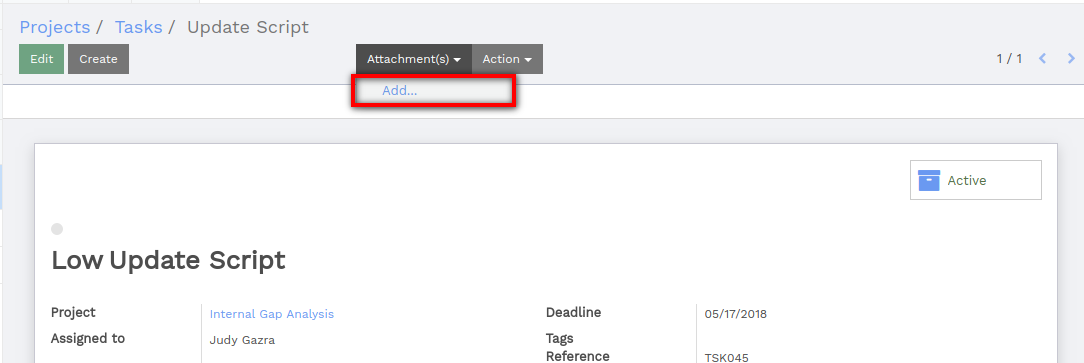 Projects / Tasks / Update Script
Edit Create Attachment(s) Action 1 / 1
Add...
Active
Low Update Script
Project Internal Gap Analysis Deadline 05/17/2018
Assigned to Judy Gazra Tags
Reference TSK045